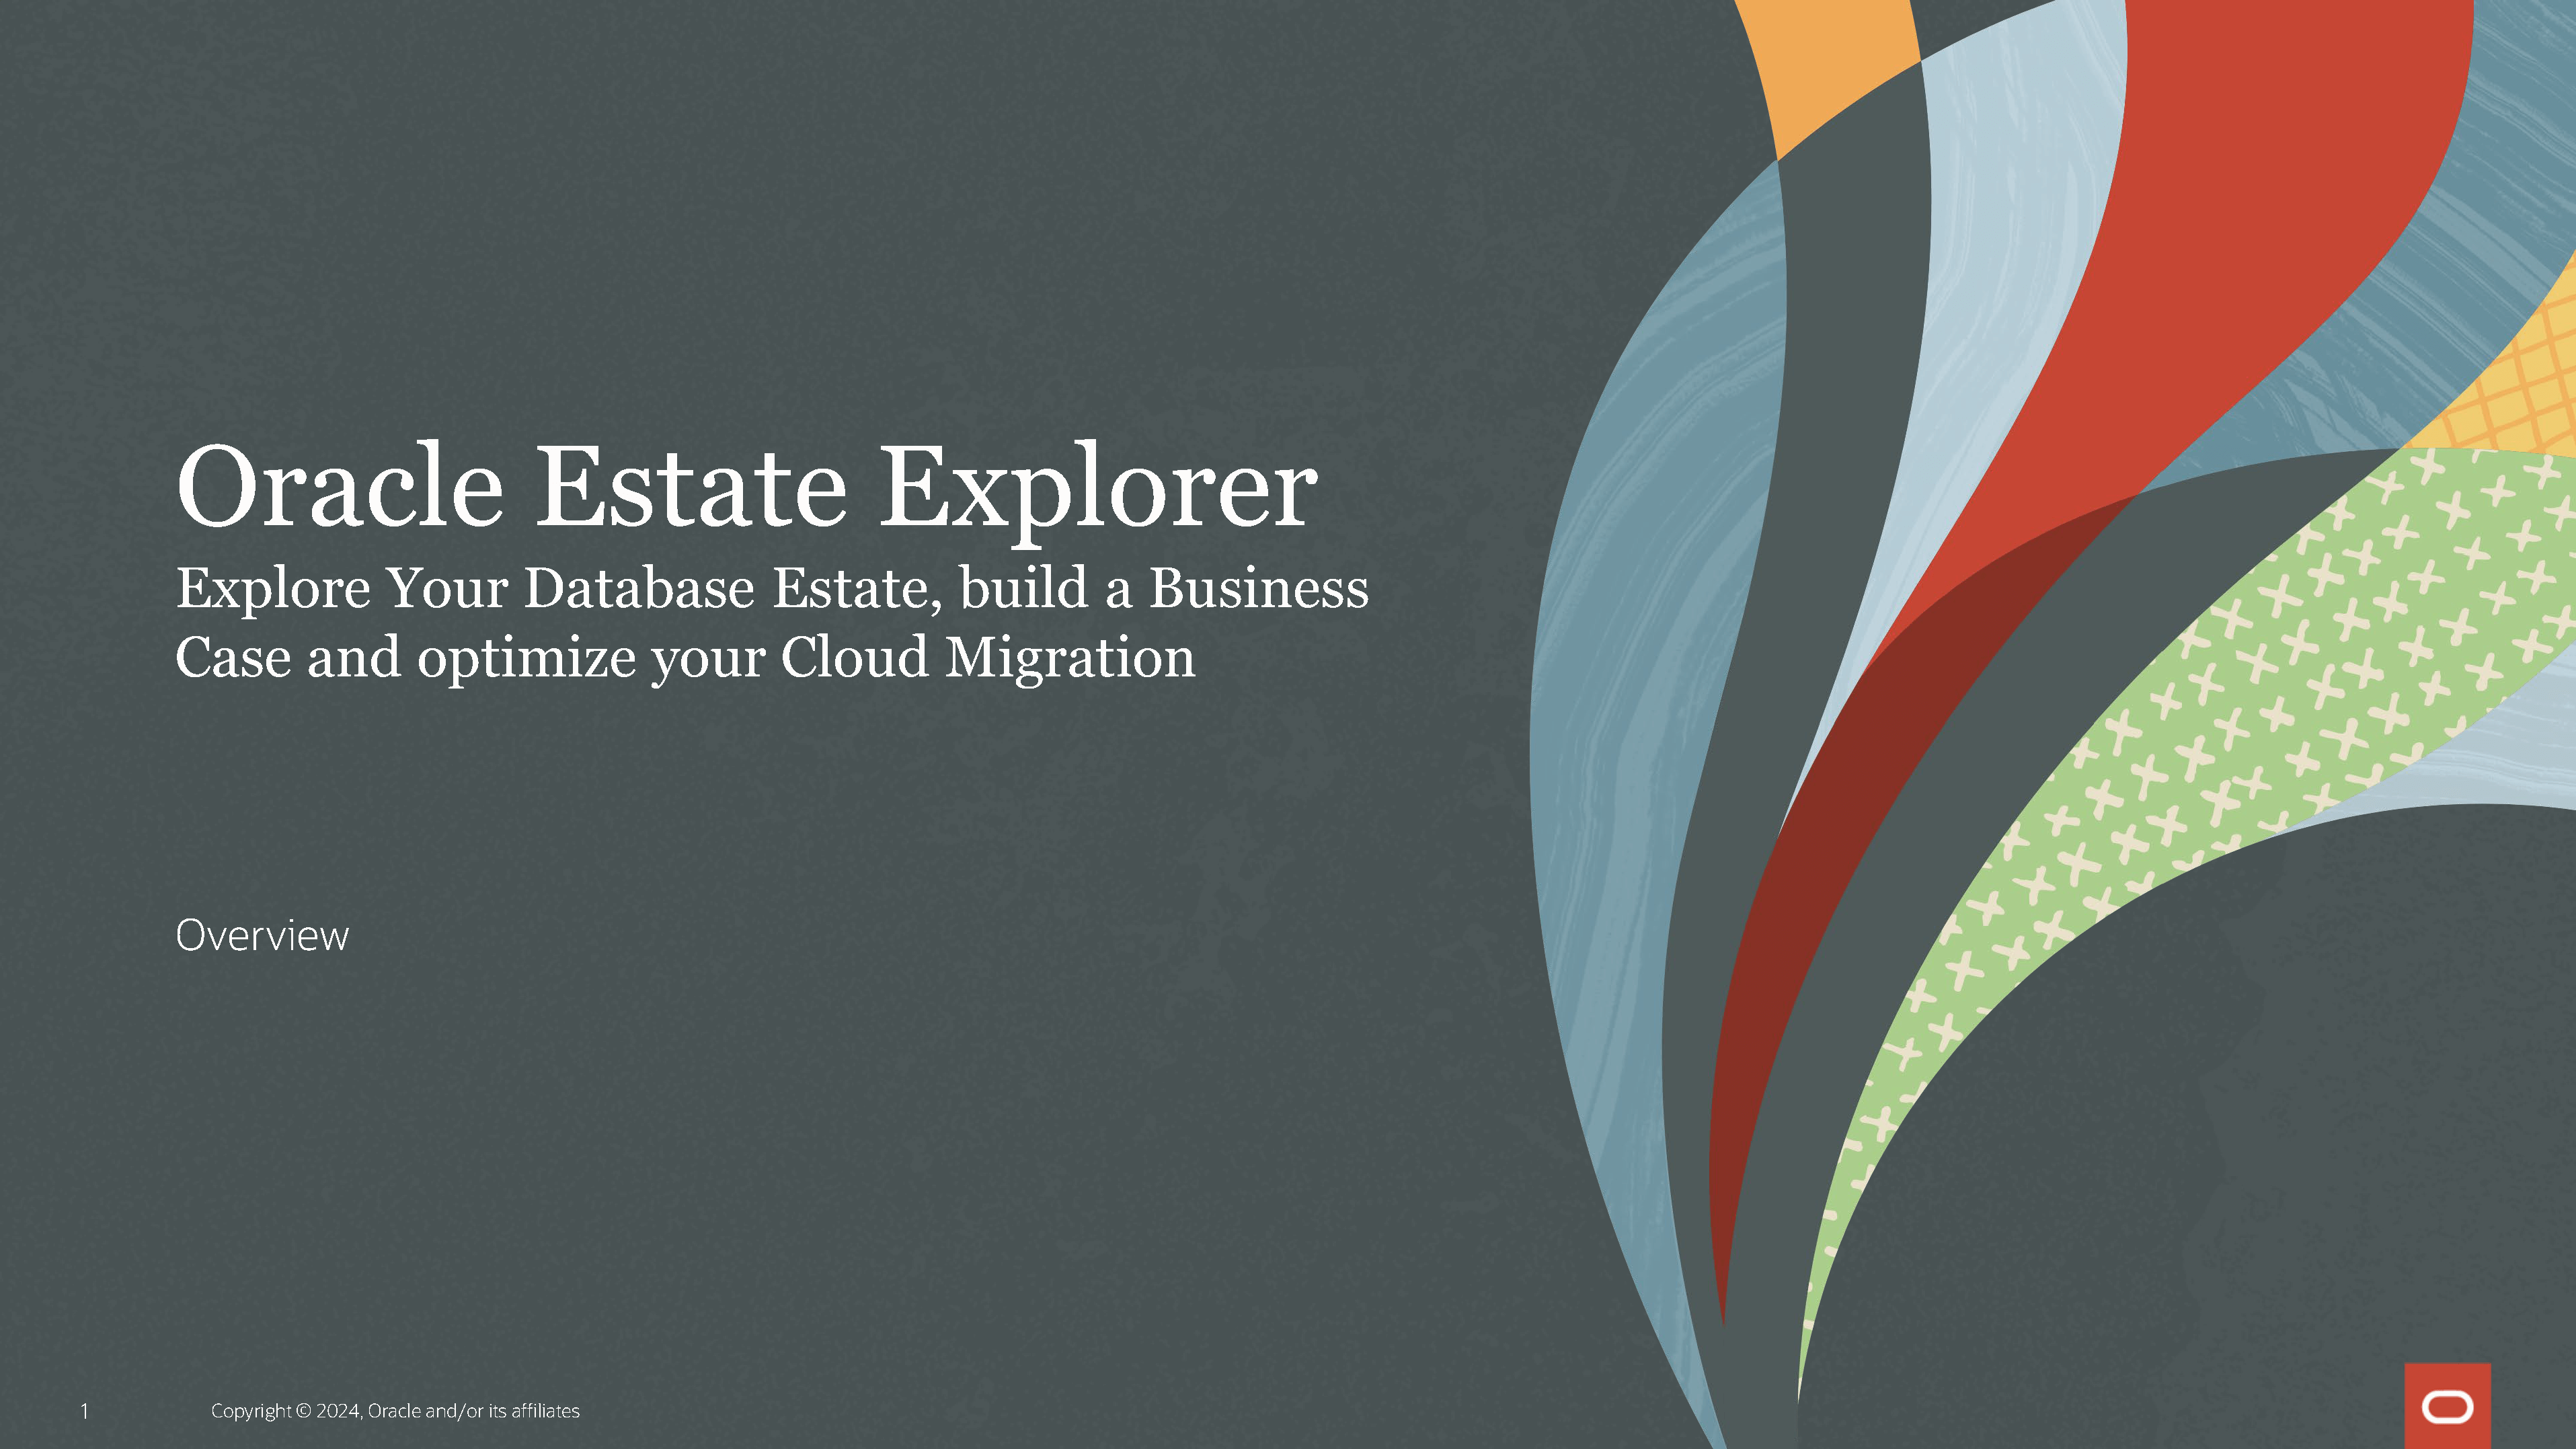 Oracle Estate Explorer
Explore Your Database Estate, build a Business
Case and optimize your Cloud Migration
Overview
1
Copyright © 2024, Oracle and/or its affiliates